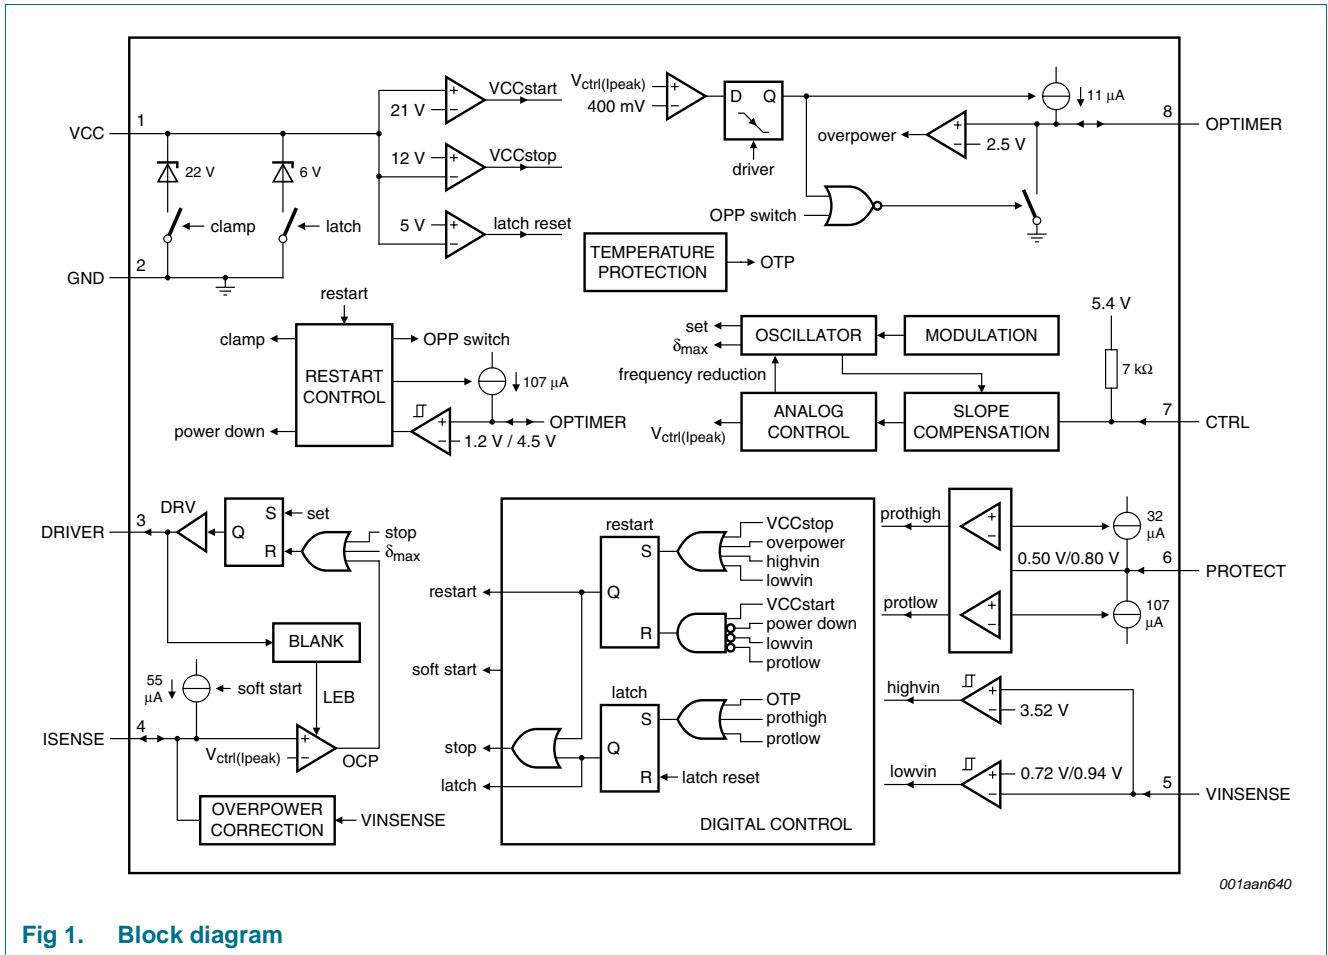 VCC
1
22 V
6 V
clamp
latch
GND
2
21 V
VCCstart
12 V
VCCstop
5 V
latch reset
Vctrl(Ipeak)
400 mV
D
Q
driver
overpower
2.5 V
11 μA
8
OPTIMER
OPP switch
TEMPERATURE
PROTECTION
OTP
restart
clamp
OPP switch
RESTART
CONTROL
107 μA
OPTIMER
power down
1.2 V / 4.5 V
set
δmax
OSCILLATOR
MODULATION
frequency reduction
Vctrl(Ipeak)
ANALOG
CONTROL
SLOPE
COMPENSATION
5.4 V
7 kΩ
7
CTRL
DRIVER
3
DRV
Q
S
R
set
stop
δmax
BLANK
LEB
55
μA
soft start
ISENSE
4
Vctrl(Ipeak)
OCP
OVERPOWER
CORRECTION
VINSENSE
restart
S
Q
R
VCCstop
overpower
highvin
lowvin
VCCstart
power down
lowvin
protlow
restart
soft start
latch
S
Q
R
OTP
prothigh
protlow
latch reset
stop
latch
DIGITAL CONTROL
prothigh
protlow
32
μA
0.50 V/0.80 V
6
PROTECT
107
μA
highvin
3.52 V
lowvin
0.72 V/0.94 V
5
VINSENSE
001aan640
Fig 1. Block diagram